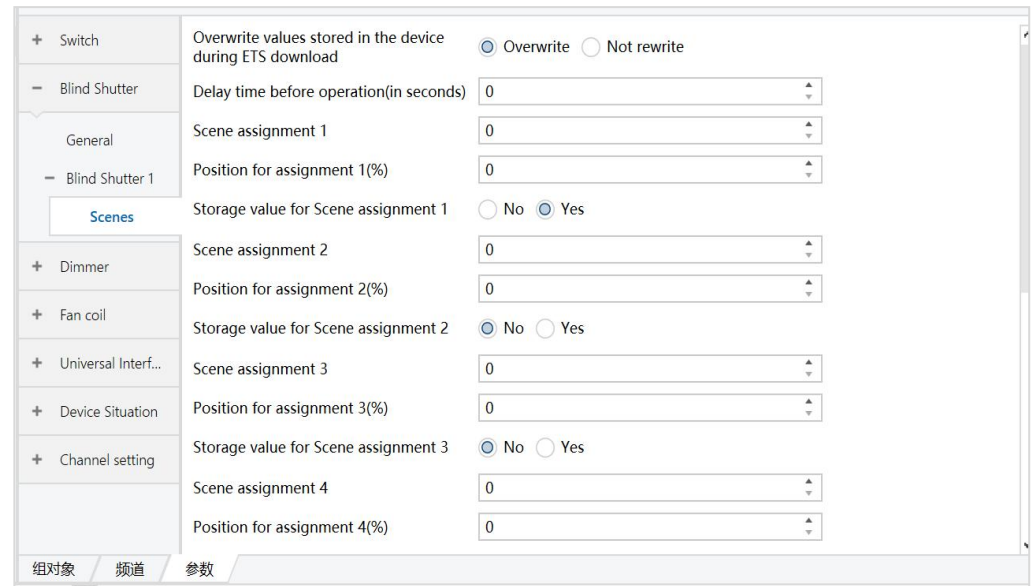 Switch
Blind Shutter
General
Blind Shutter 1
Scenes
Dimmer
Fan coil
Universal Interf...
Device Situation
Channel setting
Overwrite values stored in the device
during ETS download
Overwrite Not rewrite
Delay time before operation(in seconds) 0
Scene assignment 1 0
Position for assignment 1(%) 0
Storage value for Scene assignment 1 No Yes
Scene assignment 2 0
Position for assignment 2(%) 0
Storage value for Scene assignment 2 No Yes
Scene assignment 3 0
Position for assignment 3(%) 0
Storage value for Scene assignment 3 No Yes
Scene assignment 4 0
Position for assignment 4(%) 0
组对象 频道 参数